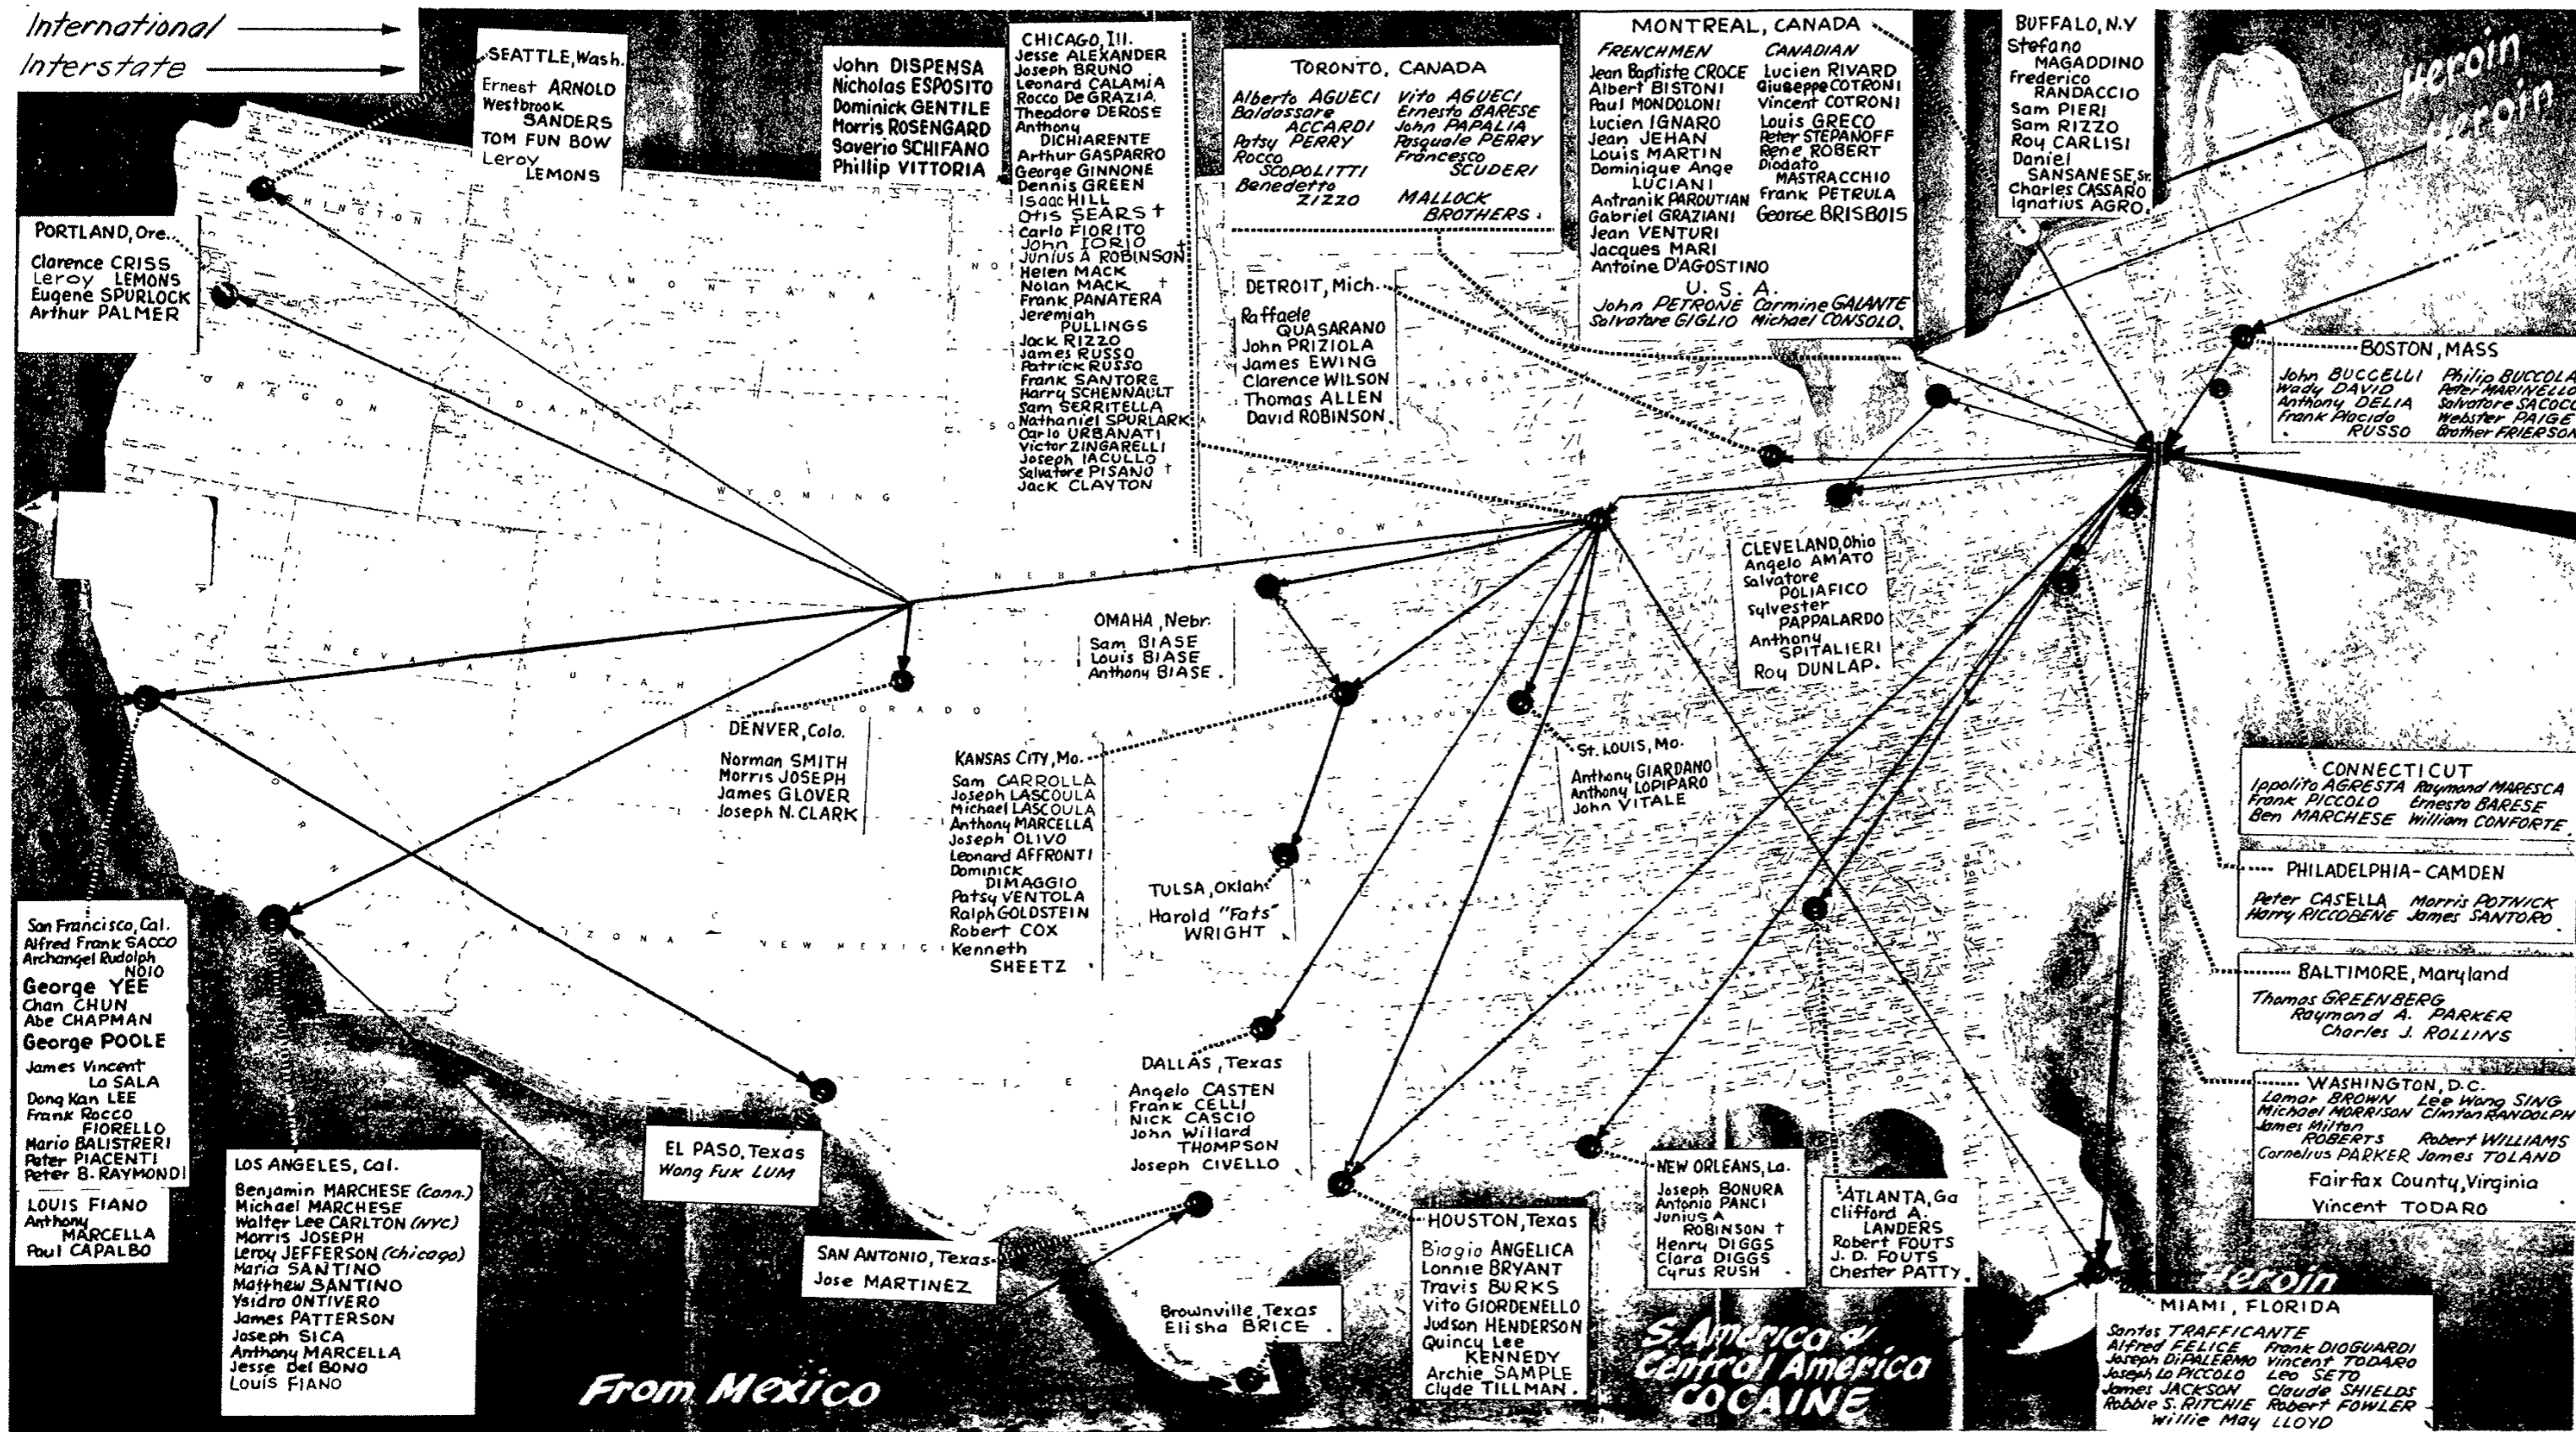 International
Interstate
SEATTLE, Wash.
Ernest ARNOLD
Westbrook
SANDERS
TOM FUN BOW
Leroy
LEMONS
John DISPENSA
Nicholas ESPOSITO
Dominick GENTILE
Morris ROSENGARD
Saverio SCHIFANO
Phillip VITTORIA
CHICAGO, Ill.
Jesse ALEXANDER
Joseph BRUNO
Leonard CALAMIA
Rocco De GRAZIA
Theodore DEROSE
Anthony
DICHIARENTE
Arthur GASPARRO
George GINNONE
Dennis GREEN
Isaac HILL
Otis SEARS †
Carlo FIORITO
John IORIO †
Junius A ROBINSON
Helen MACK
Nolan MACK †
Frank PANATERA
Jeremiah
PULLINGS
Jack RIZZO
James RUSSO
Patrick RUSSO
Frank SANTORE
Harry SCHENNAULT
Sam SERRITELLA
Nathaniel SPURLARK
Carlo URBANATI
Victor ZINGARELLI
Joseph IACULLO
Salvatore PISANO †
Jack CLAYTON
TORONTO, CANADA
Alberto AGUECI Vito AGUECI
Baldassare Ernesto BARESE
ACCARDI John PAPALIA
Patsy PERRY Pasquale PERRY
Rocco Francesco
SCOPOLITTI SCUDERI
Benedetto
ZIZZO MALLOCK
BROTHERS.
MONTREAL, CANADA
FRENCHMEN CANADIAN
Jean Baptiste CROCE Lucien RIVARD
Albert BISTONI Giuseppe COTRONI
Paul MONDOLONI Vincent COTRONI
Lucien IGNARO Louis GRECO
Jean JEHAN Peter STEPANOFF
Louis MARTIN Rene ROBERT
Dominique Ange Diodato
LUCIANI MASTRACCHIO
Antranik PAROUTIAN Frank PETRULA
Gabriel GRAZIANI George BRISBOIS
Jean VENTURI
Jacques MARI
Antoine D'AGOSTINO
U. S. A.
John PETRONE Carmine GALANTE
Salvatore GIGLIO Michael CONSOLO.
BUFFALO, N.Y
Stefano
MAGADDINO
Frederico
RANDACCIO
Sam PIERI
Sam RIZZO
Roy CARLISI
Daniel
SANSANESE, Sr.
Charles CASSARO
Ignatius AGRO.
Heroin
Heroin
PORTLAND, Ore.
Clarence CRISS
Leroy LEMONS
Eugene SPURLOCK
Arthur PALMER
DETROIT, Mich.
Raffaele
QUASARANO
John PRIZIOLA
James EWING
Clarence WILSON
Thomas ALLEN
David ROBINSON.
BOSTON, MASS
John BUCCELLI Philip BUCCOLA
Wady DAVID Peter MARINELLO
Anthony DELIA Salvatore SACOCO
Frank Placido Webster PAIGE
RUSSO Brother FRIERSON
MONTANA
OREGON
IDAHO
WISCONSIN
WYOMING
IOWA
NEBRASKA
NEVADA
UTAH
COLORADO
KANSAS
MISSOURI
ARKANSAS
ARIZONA
NEW MEXICO
CLEVELAND, Ohio
Angelo AMATO
Salvatore
POLIAFICO
Sylvester
PAPPALARDO
Anthony
SPITALIERI
Roy DUNLAP.
OMAHA, Nebr.
Sam BIASE
Louis BIASE
Anthony BIASE.
DENVER, Colo.
Norman SMITH
Morris JOSEPH
James GLOVER
Joseph N. CLARK
KANSAS CITY, Mo.
Sam CARROLLA
Joseph LASCOULA
Michael LASCOULA
Anthony MARCELLA
Joseph OLIVO
Leonard AFFRONTI
Dominick
DIMAGGIO
Patsy VENTOLA
Ralph GOLDSTEIN
Robert COX
Kenneth
SHEETZ
St. LOUIS, Mo.
Anthony GIARDANO
Anthony LOPIPARO
John VITALE
TULSA, Oklah.
Harold "Fats"
WRIGHT
CONNECTICUT
Ippolito AGRESTA Raymond MARESCA
Frank PICCOLO Ernesto BARESE
Ben MARCHESE William CONFORTE
PHILADELPHIA-CAMDEN
Peter CASELLA Morris POTNICK
Harry RICCOBENE James SANTORO
BALTIMORE, Maryland
Thomas GREENBERG
Raymond A. PARKER
Charles J. ROLLINS
WASHINGTON, D.C.
Lamar BROWN Lee Wong SING
Michael MORRISON Clinton RANDOLPH
James Milton
ROBERTS Robert WILLIAMS
Cornelius PARKER James TOLAND
Fairfax County, Virginia
Vincent TODARO
San Francisco, Cal.
Alfred Frank SACCO
Archangel Rudolph
NOIO
George YEE
Chan CHUN
Abe CHAPMAN
George POOLE
James Vincent
La SALA
Dong Kan LEE
Frank Rocco
FIORELLO
Mario BALISTRERI
Peter PIACENTI
Peter B. RAYMONDI
LOUIS FIANO
Anthony
MARCELLA
Paul CAPALBO
LOS ANGELES, Cal.
Benjamin MARCHESE (Conn.)
Michael MARCHESE
Walter Lee CARLTON (NYC)
Morris JOSEPH
Leroy JEFFERSON (Chicago)
Maria SANTINO
Matthew SANTINO
Ysidro ONTIVERO
James PATTERSON
Joseph SICA
Anthony MARCELLA
Jesse Del BONO
Louis FIANO
EL PASO, Texas
Wong Fuk LUM
SAN ANTONIO, Texas
Jose MARTINEZ
DALLAS, Texas
Angelo CASTEN
Frank CELLI
Nick CASCIO
John Willard
THOMPSON
Joseph CIVELLO
Brownville, Texas
Elisha BRICE.
HOUSTON, Texas
Biagio ANGELICA
Lonnie BRYANT
Travis BURKS
Vito GIORDENELLO
Judson HENDERSON
Quincy Lee
KENNEDY
Archie SAMPLE
Clyde TILLMAN.
NEW ORLEANS, La.
Joseph BONURA
Antonio PANCI
Junius A
ROBINSON †
Henry DIGGS
Clara DIGGS
Cyrus RUSH
ATLANTA, Ga
Clifford A.
LANDERS
Robert FOUTS
J. D. FOUTS
Chester PATTY.
From Mexico
S. America &
Central America
COCAINE
Heroin
MIAMI, FLORIDA
Santos TRAFFICANTE
Alfred FELICE Frank DIOGUARDI
Joseph DiPALERMO Vincent TODARO
Joseph Lo PICCOLO Leo SETO
James JACKSON Claude SHIELDS
Robbie S. RITCHIE Robert FOWLER
Willie May LLOYD